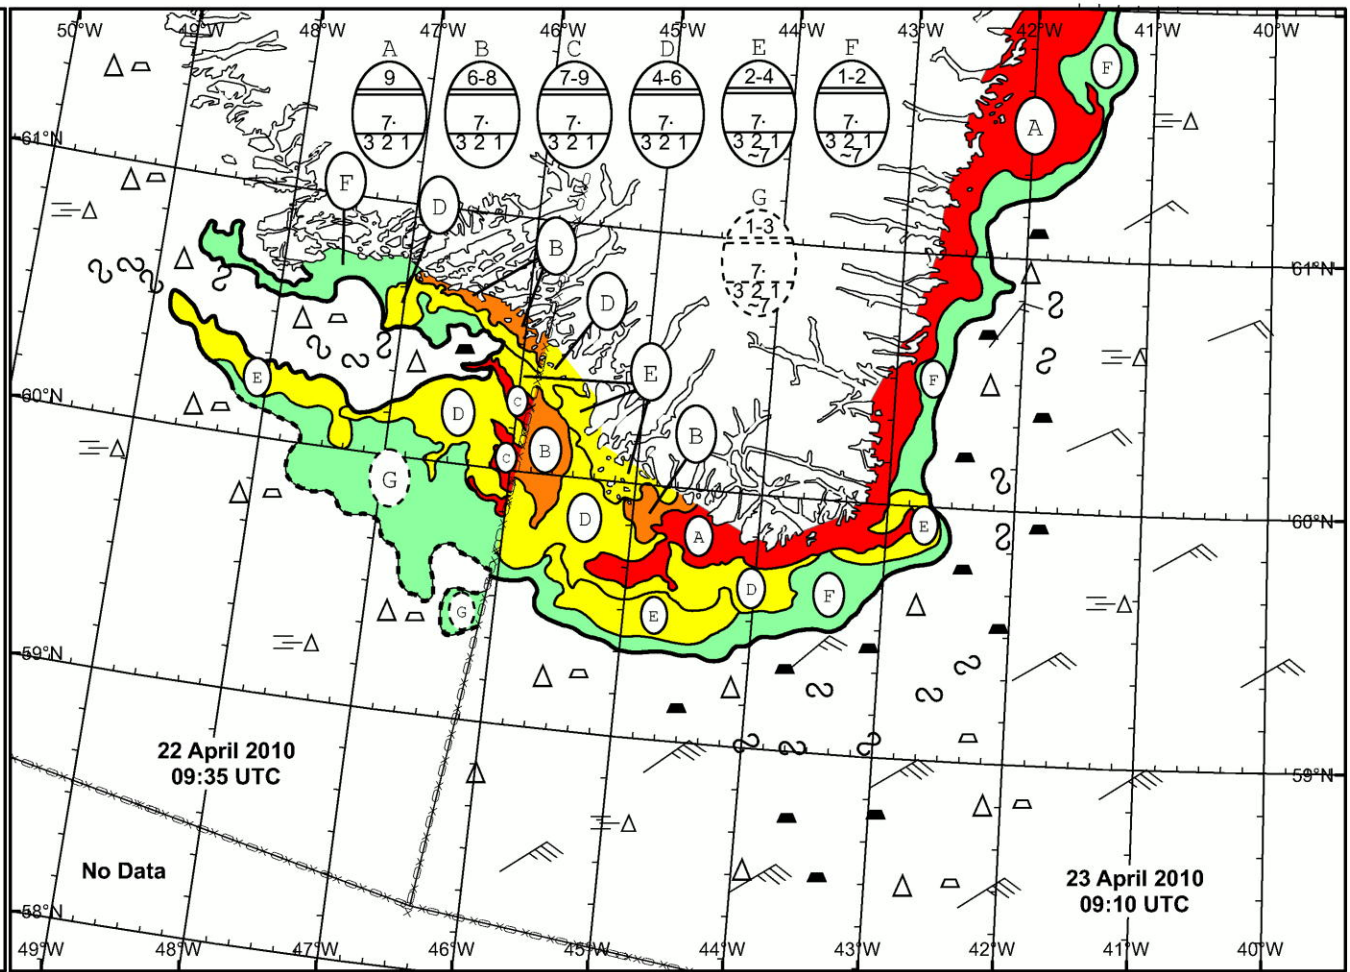 50°W 49°W 48°W 47°W 46°W 45°W 44°W 43°W 42°W 41°W 40°W
A B C D E F
9 6-8 7-9 4-6 2-4 1-2
7· 7· 7· 7· 7· 7·
3 2 1 3 2 1 3 2 1 3 2 1 3 2 1 3 2 1
~7 ~7
F
A
61°N
F
D
G
1-3
7·
3 2 1
~7
B
61°N
D
E
E
F
60°N
C
D
B
B
C
G
D
A
E
60°N
D
F
G
E
59°N
22 April 2010
09:35 UTC
59°N
No Data
23 April 2010
09:10 UTC
58°N
49°W 48°W 47°W 46°W 45°W 44°W 43°W 42°W 41°W 40°W